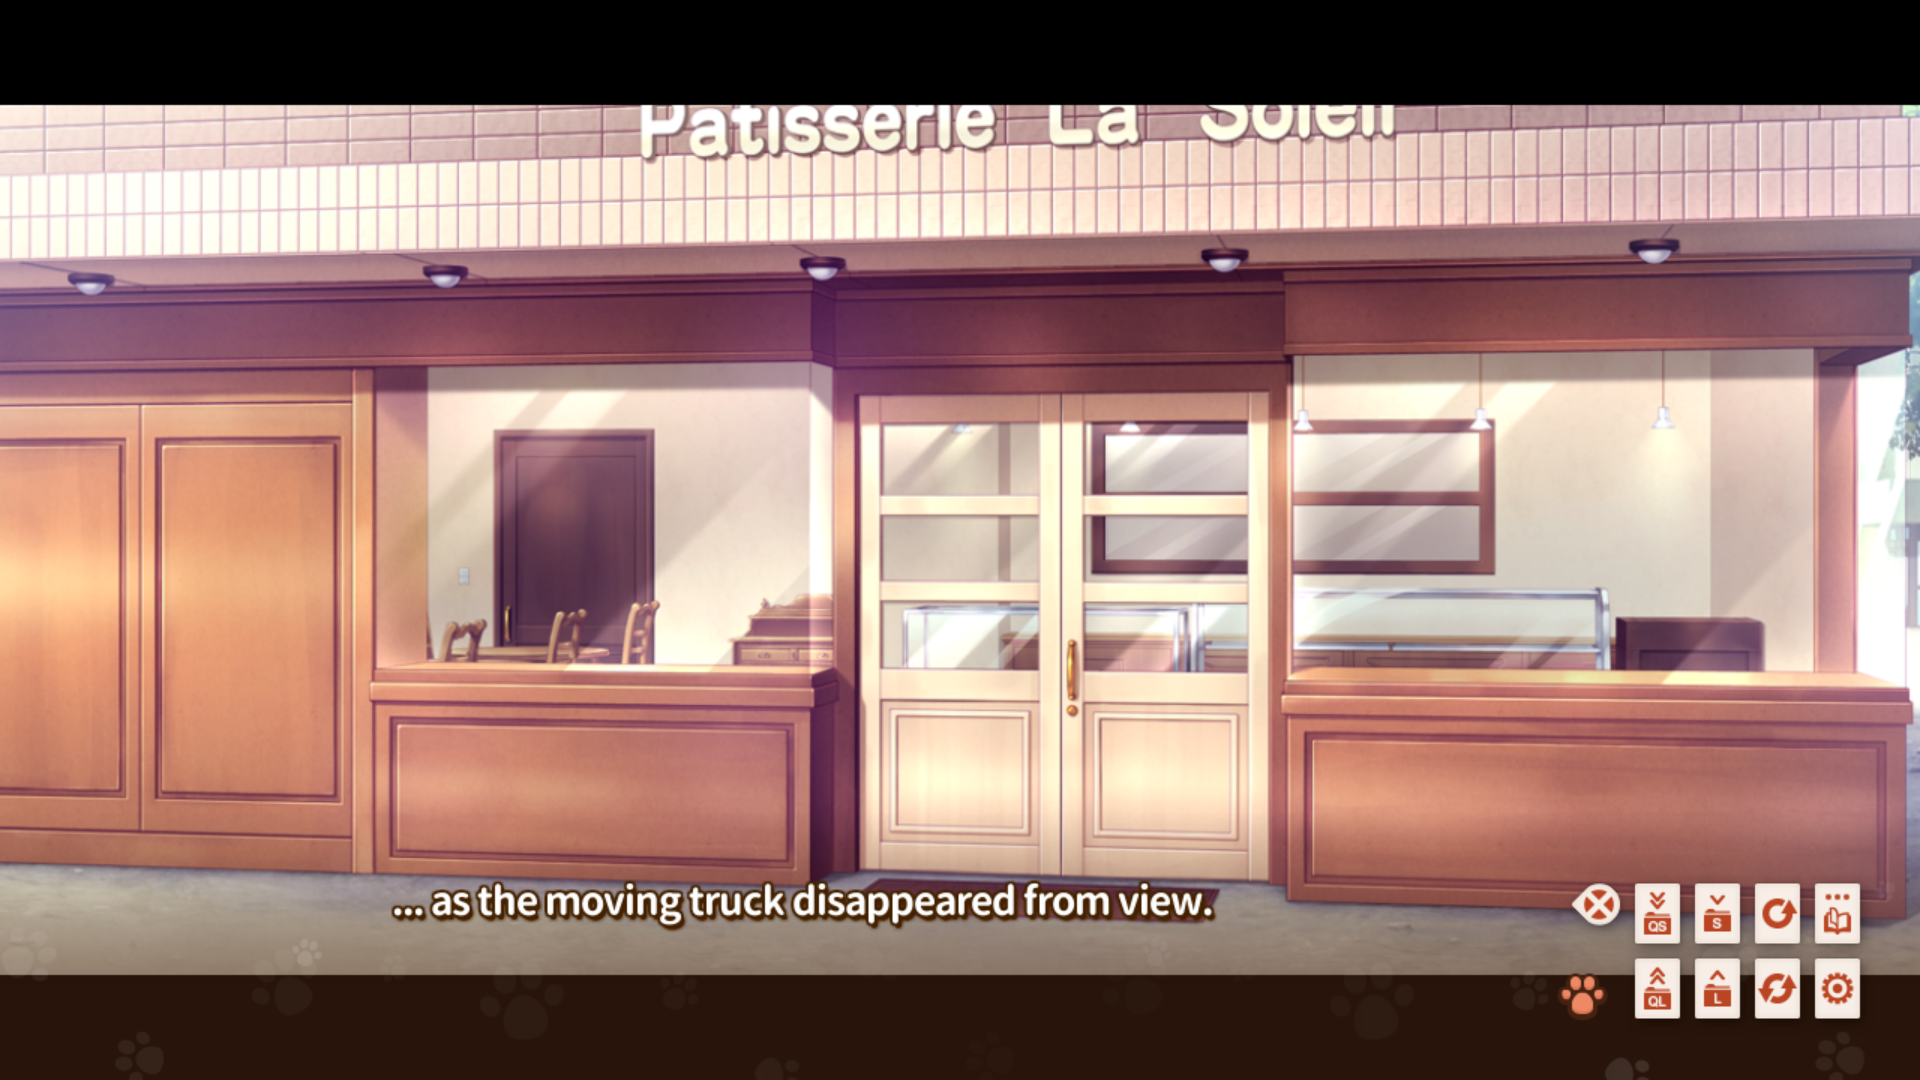 Patisserie La Soleil
... as the moving truck disappeared from view.
QS
S
QL
L